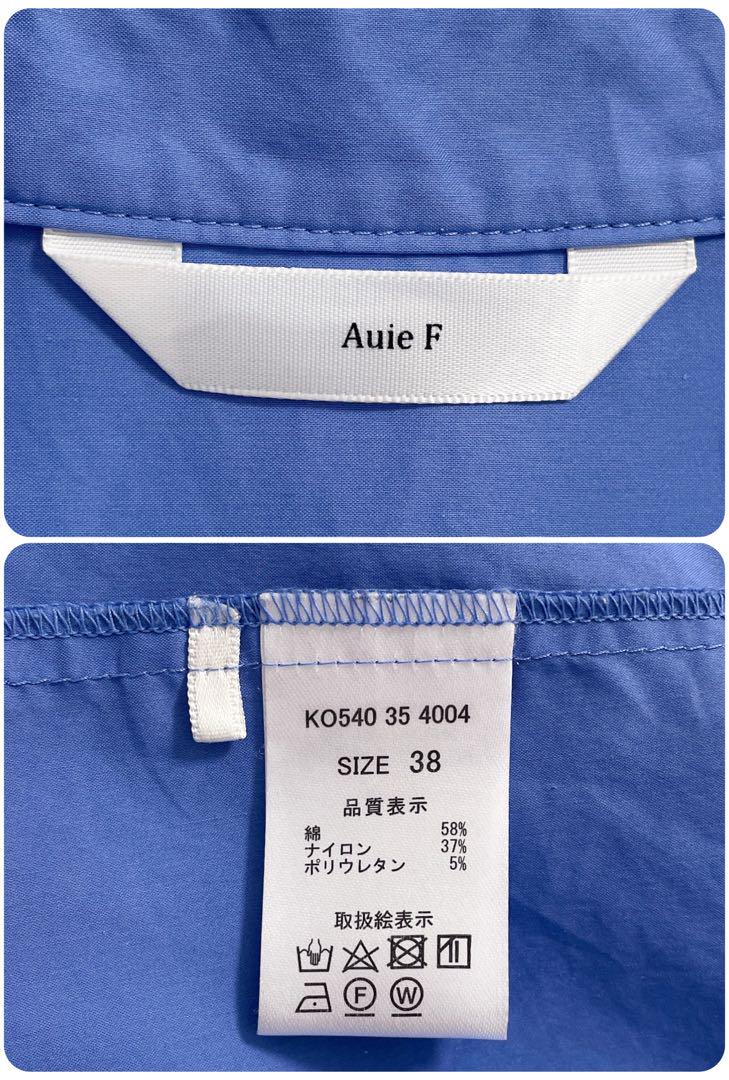 Auie F
KO540 35 4004
SIZE 38
品質表示
綿 58%
ナイロン 37%
ポリウレタン 5%
取扱絵表示
F W